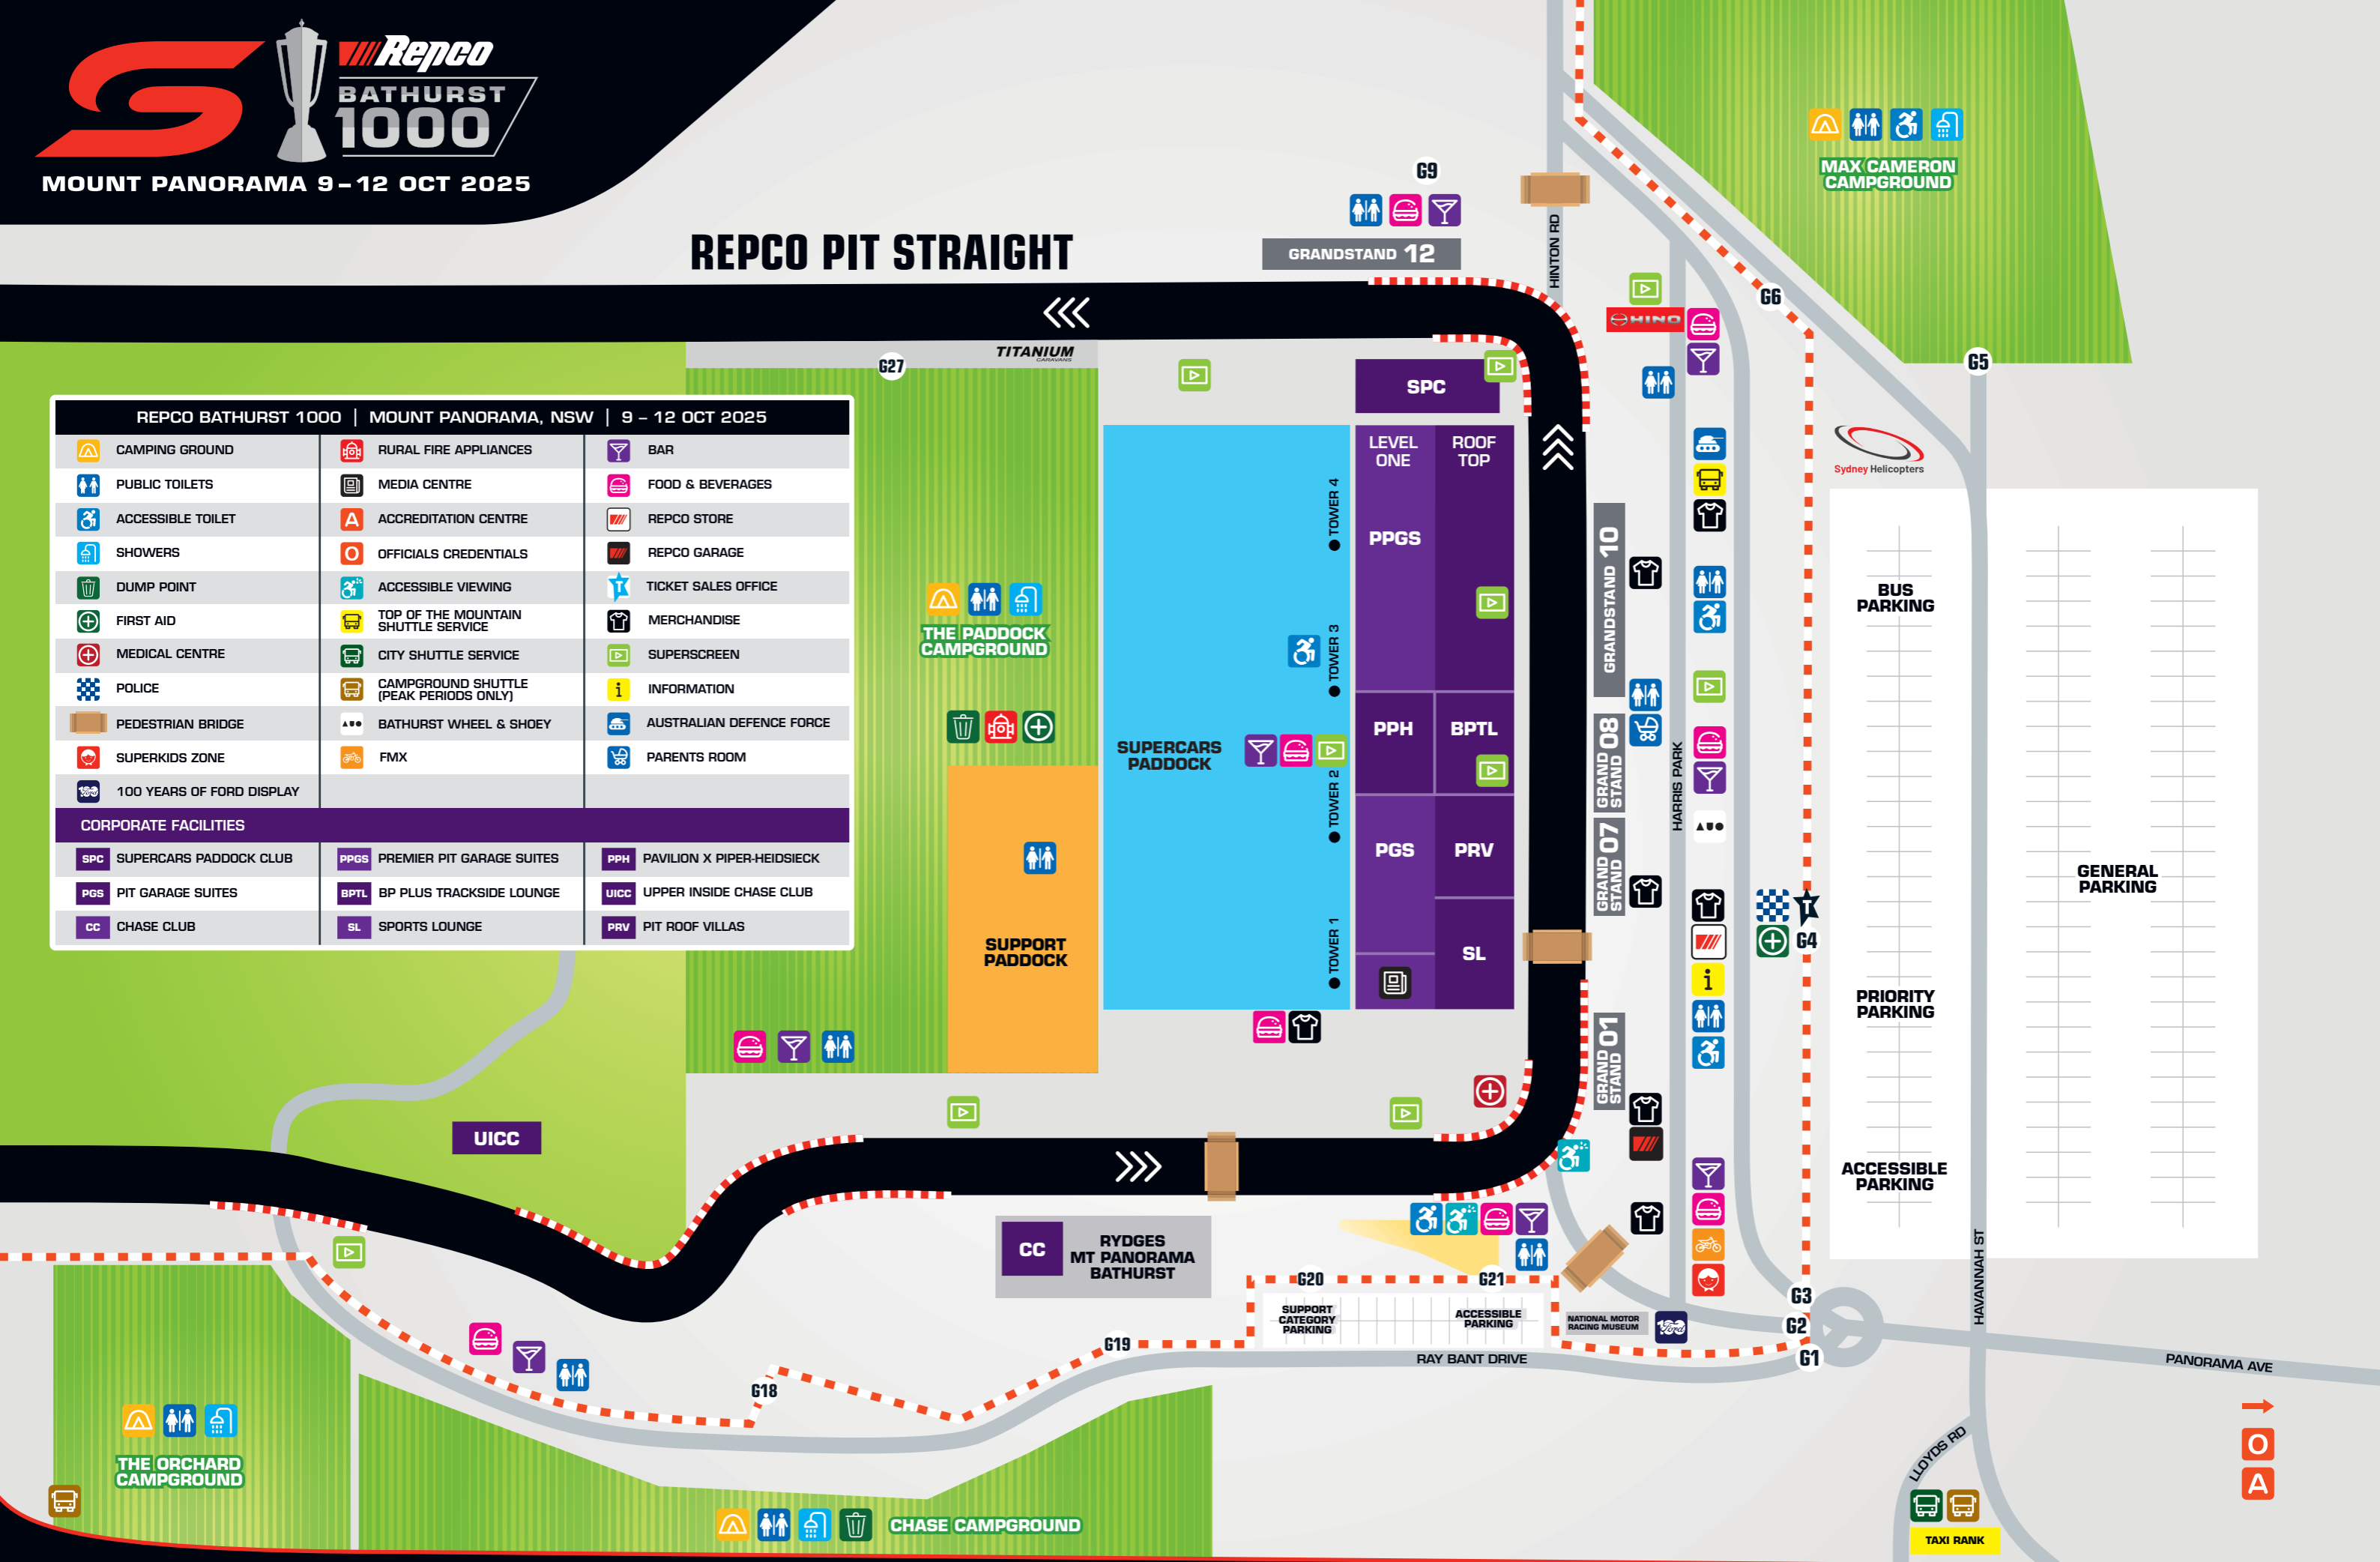 Repco
BATHURST
1000
MOUNT PANORAMA 9–12 OCT 2025
REPCO PIT STRAIGHT
G9
GRANDSTAND 12
HINTON RD
MAX CAMERON
CAMPGROUND
HINO
G6
G5
TITANIUM
CARAVANS
G27
SPC
Sydney Helicopters
REPCO BATHURST 1000 | MOUNT PANORAMA, NSW | 9 – 12 OCT 2025
CAMPING GROUND
RURAL FIRE APPLIANCES
BAR
PUBLIC TOILETS
MEDIA CENTRE
FOOD & BEVERAGES
ACCESSIBLE TOILET
A
ACCREDITATION CENTRE
REPCO STORE
SHOWERS
O
OFFICIALS CREDENTIALS
REPCO GARAGE
DUMP POINT
ACCESSIBLE VIEWING
T
TICKET SALES OFFICE
FIRST AID
TOP OF THE MOUNTAIN
SHUTTLE SERVICE
MERCHANDISE
MEDICAL CENTRE
CITY SHUTTLE SERVICE
SUPERSCREEN
POLICE
CAMPGROUND SHUTTLE
(PEAK PERIODS ONLY)
i
INFORMATION
PEDESTRIAN BRIDGE
BATHURST WHEEL & SHOEY
AUSTRALIAN DEFENCE FORCE
SUPERKIDS ZONE
FMX
PARENTS ROOM
100 YEARS OF FORD DISPLAY
CORPORATE FACILITIES
SPC
SUPERCARS PADDOCK CLUB
PPGS
PREMIER PIT GARAGE SUITES
PPH
PAVILION X PIPER-HEIDSIECK
PGS
PIT GARAGE SUITES
BPTL
BP PLUS TRACKSIDE LOUNGE
UICC
UPPER INSIDE CHASE CLUB
CC
CHASE CLUB
SL
SPORTS LOUNGE
PRV
PIT ROOF VILLAS
LEVEL
ONE
ROOF
TOP
PPGS
TOWER 4
TOWER 3
TOWER 2
TOWER 1
PPH
BPTL
PGS
PRV
SL
SUPERCARS
PADDOCK
THE PADDOCK
CAMPGROUND
SUPPORT
PADDOCK
GRANDSTAND 10
GRAND
STAND 08
GRAND
STAND 07
GRAND
STAND 01
HARRIS PARK
i
T
G4
BUS
PARKING
GENERAL
PARKING
PRIORITY
PARKING
ACCESSIBLE
PARKING
HAVANNAH ST
UICC
CC
RYDGES
MT PANORAMA
BATHURST
G20
G21
SUPPORT
CATEGORY
PARKING
ACCESSIBLE
PARKING
NATIONAL MOTOR
RACING MUSEUM
Ford
G3
G2
G1
G19
G18
RAY BANT DRIVE
PANORAMA AVE
LLOYDS RD
O
A
TAXI RANK
THE ORCHARD
CAMPGROUND
CHASE CAMPGROUND